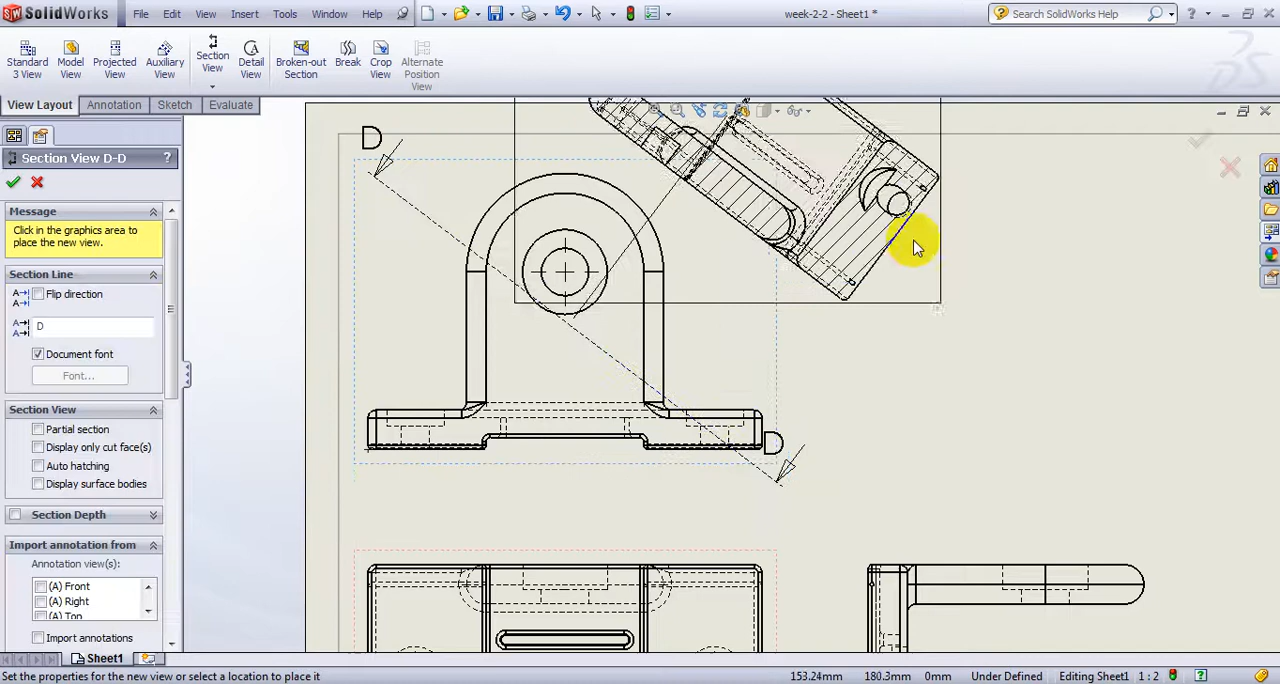 SolidWorks
File Edit View Insert Tools Window Help
week-2-2 - Sheet1 *
Search SolidWorks Help
Standard 3 View
Model View
Projected View
Auxiliary View
Section View
Detail View
Broken-out Section
Break
Crop View
Alternate Position View
View Layout Annotation Sketch Evaluate
Section View D-D ?
Message
Click in the graphics area to
place the new view.
Section Line
Flip direction
D
Document font
Font...
Section View
Partial section
Display only cut face(s)
Auto hatching
Display surface bodies
Section Depth
Import annotation from
Annotation view(s):
(A) Front
(A) Right
(A) Top
Import annotations
D
D
Sheet1
Set the properties for the new view or select a location to place it
153.24mm 180.3mm 0mm Under Defined Editing Sheet1 1 : 2